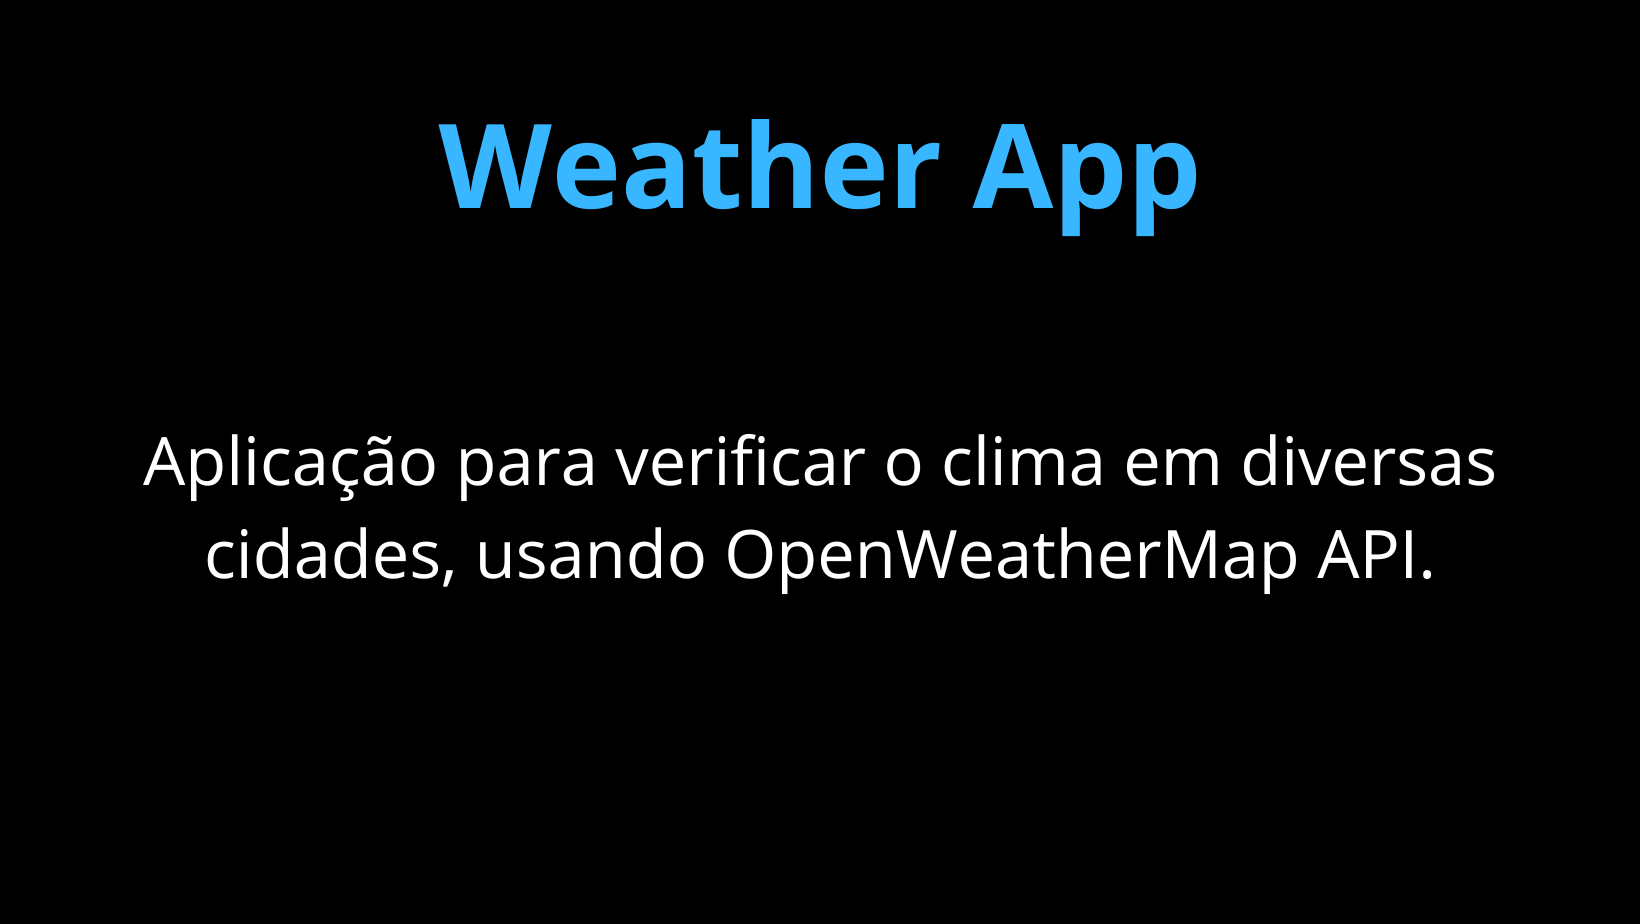 Weather App
Aplicação para verificar o clima em diversas
cidades, usando OpenWeatherMap API.